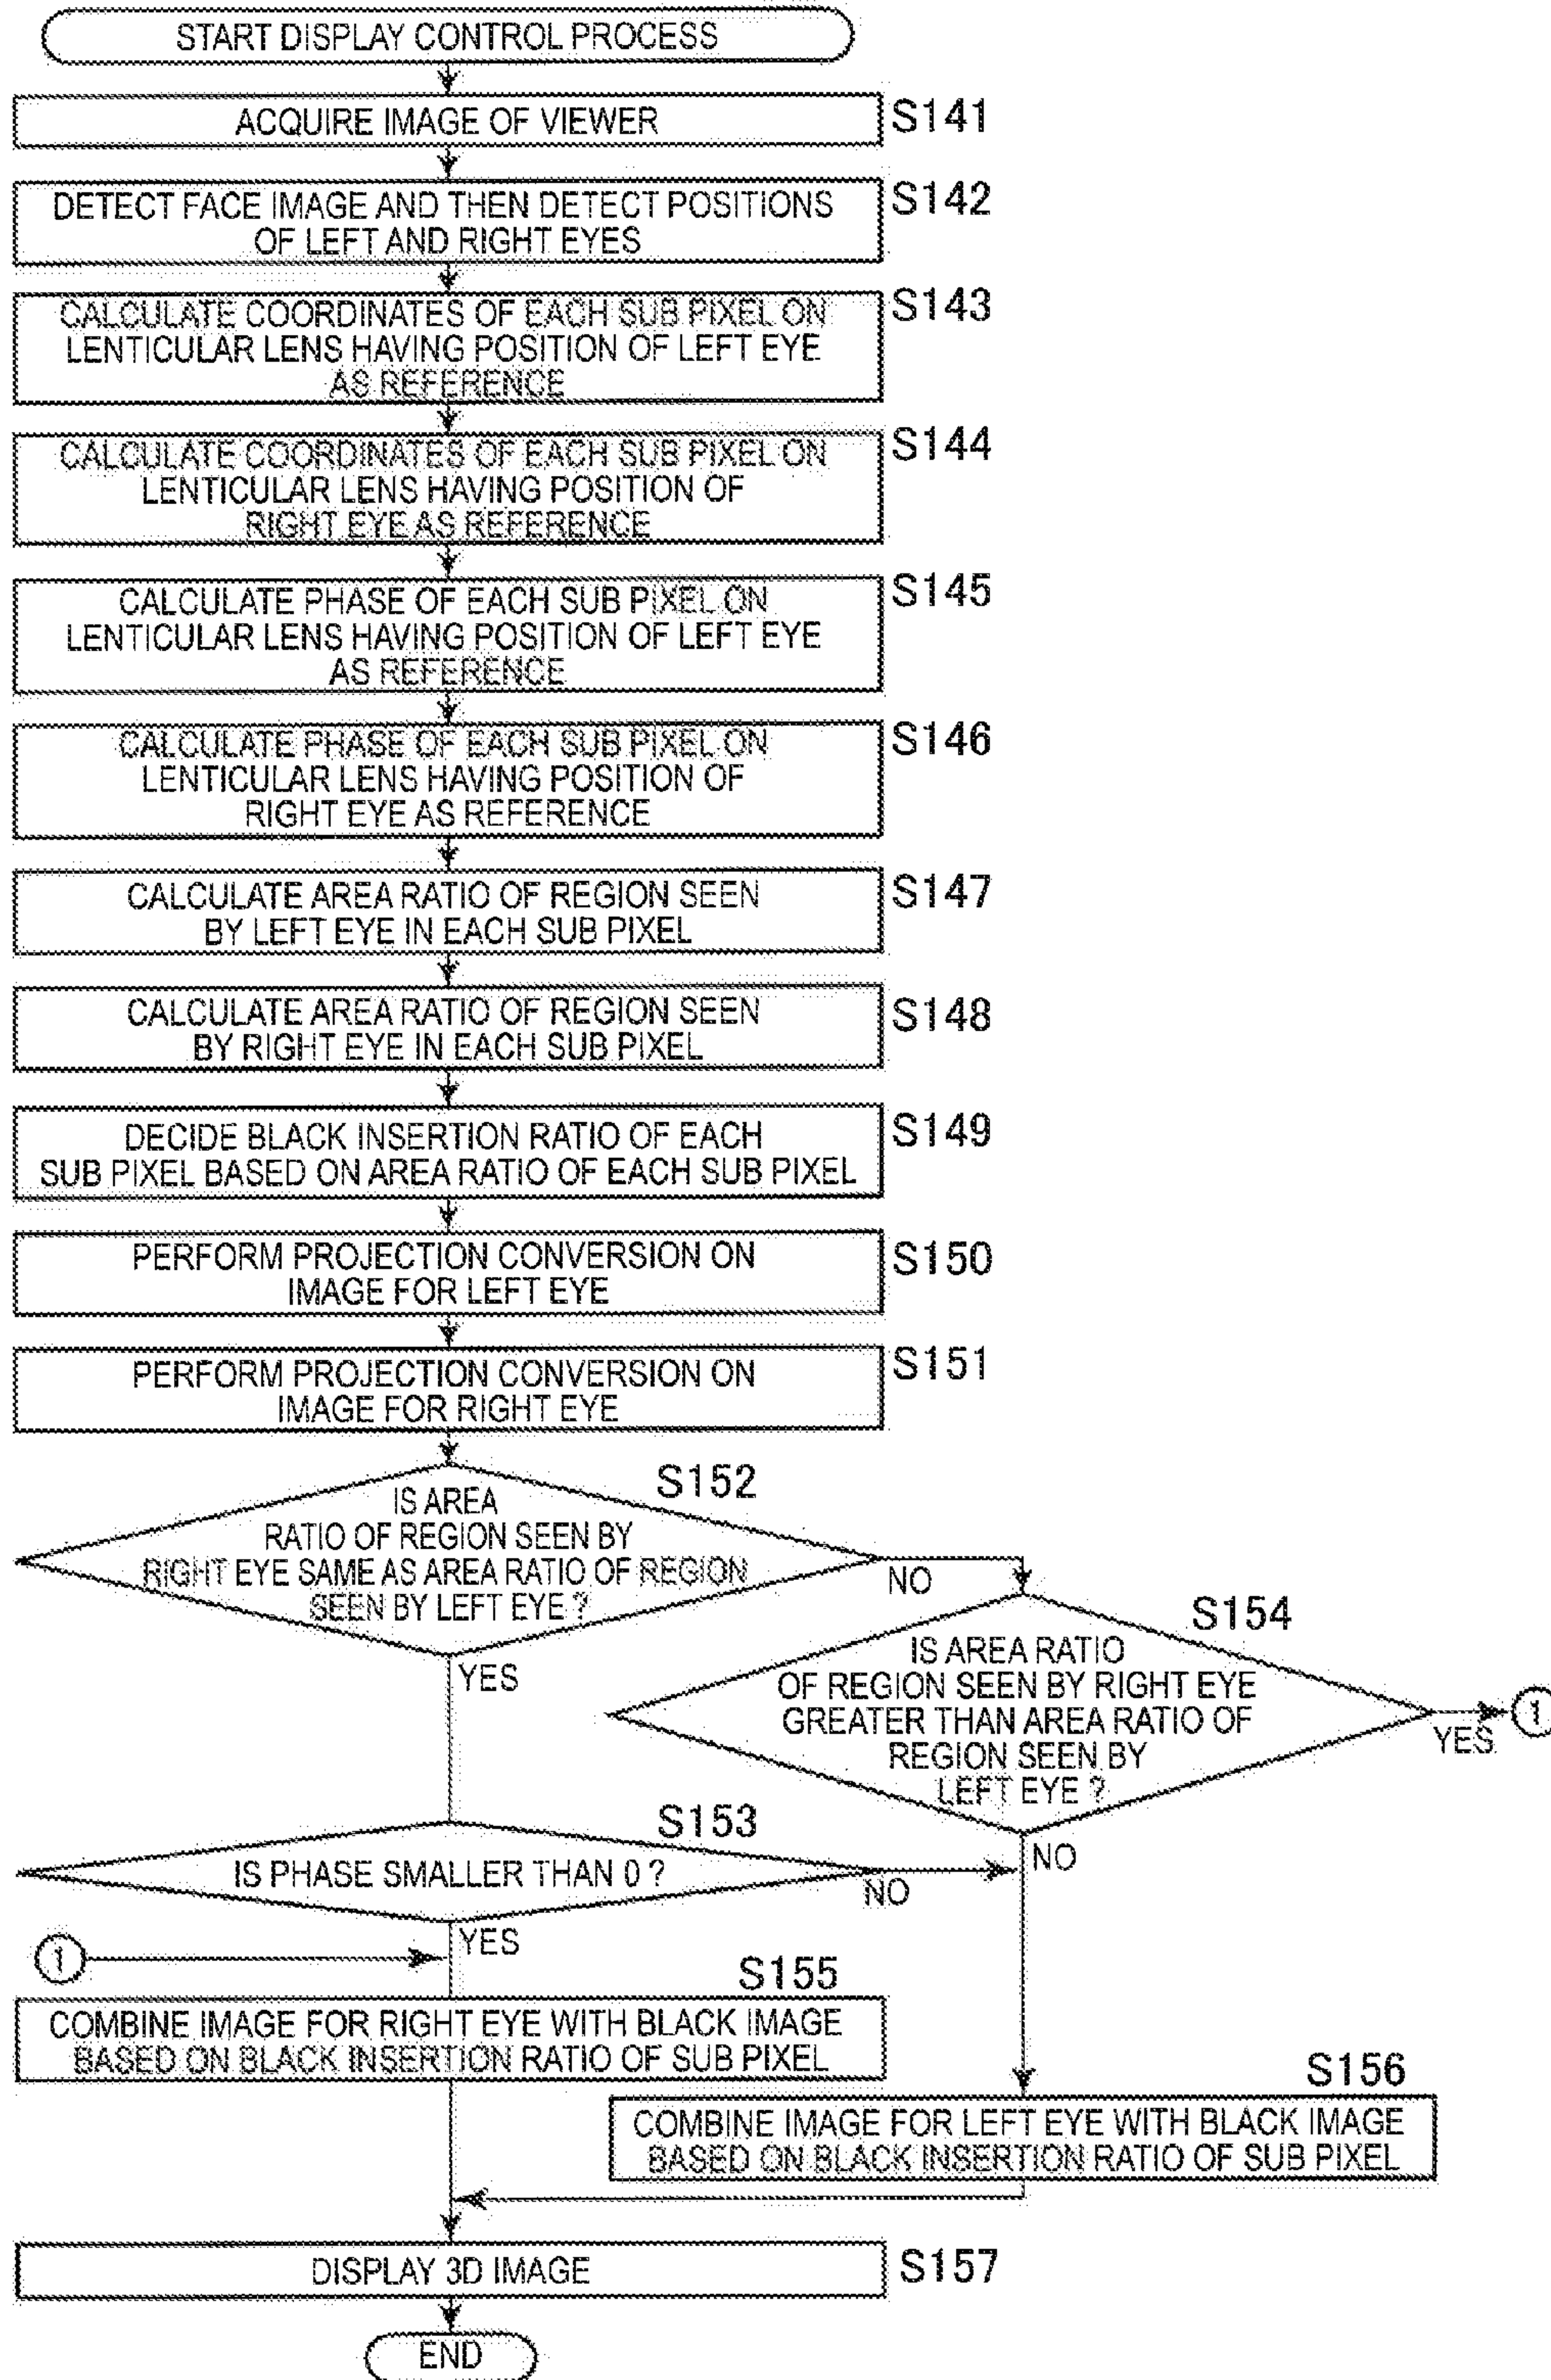 START DISPLAY CONTROL PROCESS
ACQUIRE IMAGE OF VIEWER
S141
DETECT FACE IMAGE AND THEN DETECT POSITIONS
OF LEFT AND RIGHT EYES
S142
CALCULATE COORDINATES OF EACH SUB PIXEL ON
LENTICULAR LENS HAVING POSITION OF LEFT EYE
AS REFERENCE
S143
CALCULATE COORDINATES OF EACH SUB PIXEL ON
LENTICULAR LENS HAVING POSITION OF
RIGHT EYE AS REFERENCE
S144
CALCULATE PHASE OF EACH SUB PIXEL ON
LENTICULAR LENS HAVING POSITION OF LEFT EYE
AS REFERENCE
S145
CALCULATE PHASE OF EACH SUB PIXEL ON
LENTICULAR LENS HAVING POSITION OF
RIGHT EYE AS REFERENCE
S146
CALCULATE AREA RATIO OF REGION SEEN
BY LEFT EYE IN EACH SUB PIXEL
S147
CALCULATE AREA RATIO OF REGION SEEN
BY RIGHT EYE IN EACH SUB PIXEL
S148
DECIDE BLACK INSERTION RATIO OF EACH
SUB PIXEL BASED ON AREA RATIO OF EACH SUB PIXEL
S149
PERFORM PROJECTION CONVERSION ON
IMAGE FOR LEFT EYE
S150
PERFORM PROJECTION CONVERSION ON
IMAGE FOR RIGHT EYE
S151
S152
IS AREA
RATIO OF REGION SEEN BY
RIGHT EYE SAME AS AREA RATIO OF REGION
SEEN BY LEFT EYE ?
NO
YES
S154
IS AREA RATIO
OF REGION SEEN BY RIGHT EYE
GREATER THAN AREA RATIO OF
REGION SEEN BY
LEFT EYE ?
YES
1
NO
S153
IS PHASE SMALLER THAN 0 ?
NO
YES
1
S155
COMBINE IMAGE FOR RIGHT EYE WITH BLACK IMAGE
BASED ON BLACK INSERTION RATIO OF SUB PIXEL
S156
COMBINE IMAGE FOR LEFT EYE WITH BLACK IMAGE
BASED ON BLACK INSERTION RATIO OF SUB PIXEL
DISPLAY 3D IMAGE
S157
END